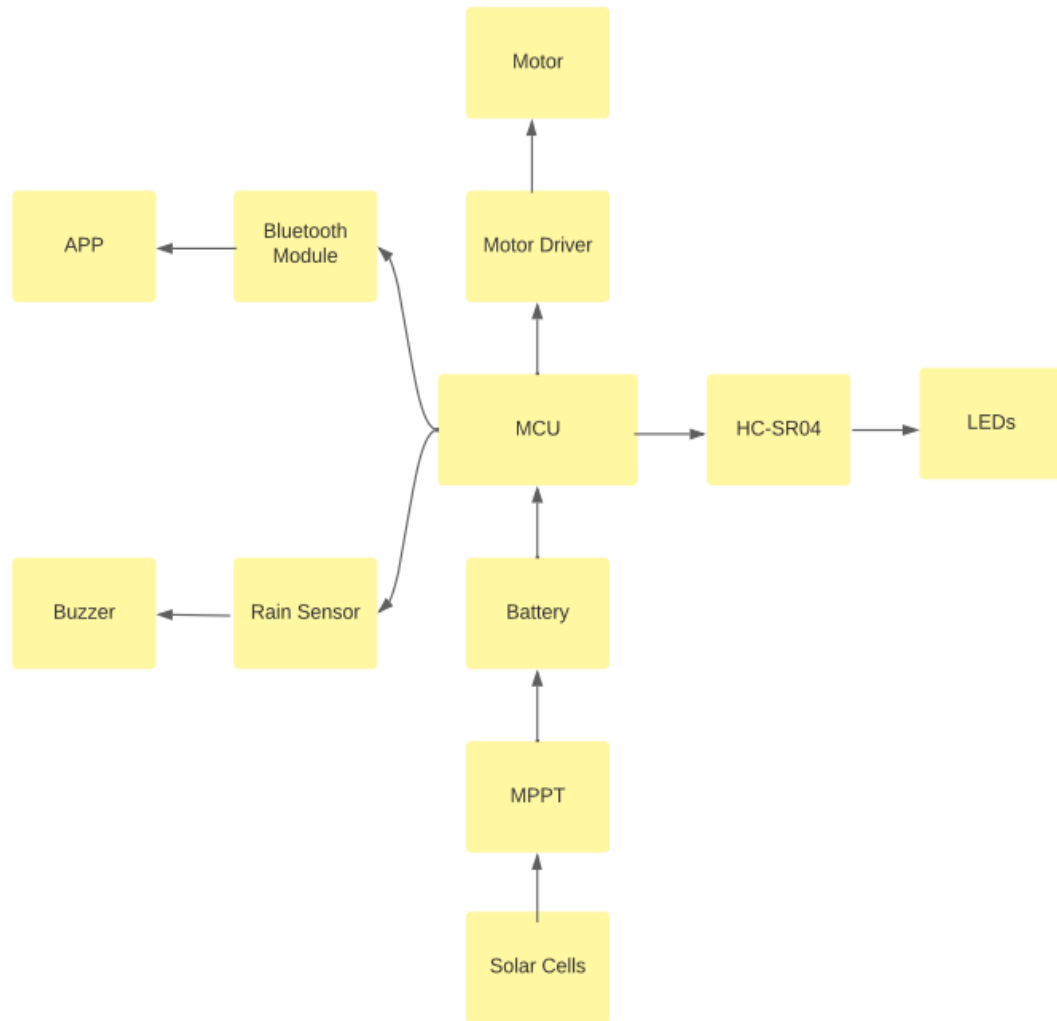 Motor
APP
Bluetooth
Module
Motor Driver
MCU
HC-SR04
LEDs
Buzzer
Rain Sensor
Battery
MPPT
Solar Cells